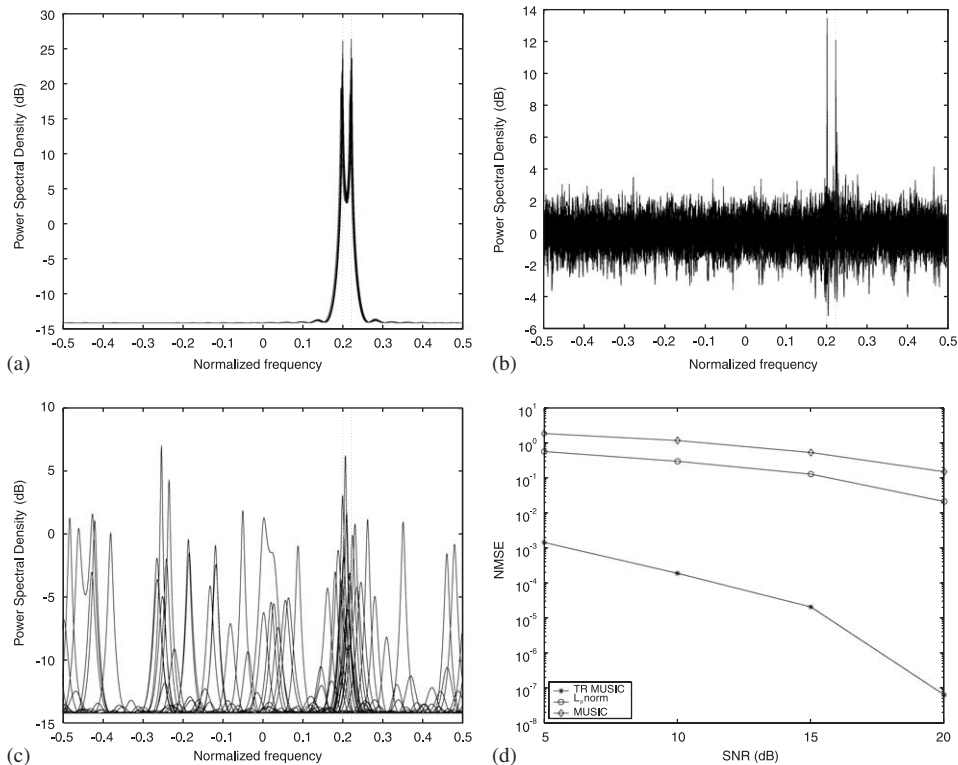 30
25
20
15
10
5
0
-5
-10
-15
Power Spectral Density (dB)
-0.5 -0.4 -0.3 -0.2 -0.1 0 0.1 0.2 0.3 0.4 0.5
Normalized frequency
(a)
14
12
10
8
6
4
2
0
-2
-4
-6
Power Spectral Density (dB)
-0.5 -0.4 -0.3 -0.2 -0.1 0 0.1 0.2 0.3 0.4 0.5
Normalized frequency
(b)
10
5
0
-5
-10
-15
Power Spectral Density (dB)
-0.5 -0.4 -0.3 -0.2 -0.1 0 0.1 0.2 0.3 0.4 0.5
Normalized frequency
(c)
10^1
10^0
10^-1
10^-2
10^-3
10^-4
10^-5
10^-6
10^-7
10^-8
NMSE
TR MUSIC
L_p norm
MUSIC
5 10 15 20
SNR (dB)
(d)